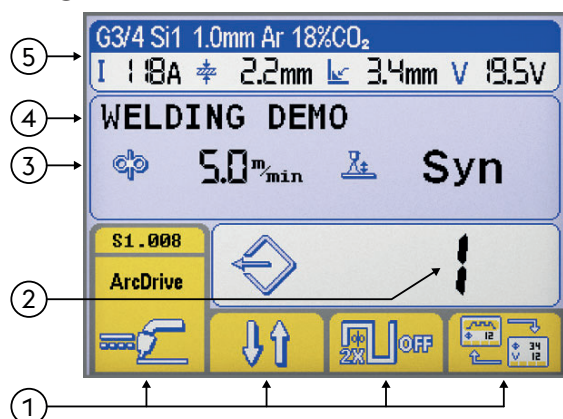 G3/4 Si1 1.0mm Ar 18%CO₂
5
I 118A 2.2mm 3.4mm V 19.5V
4
WELDING DEMO
3
5.0 m/min Syn
S1.008
ArcDrive
2
1
2X OFF
12
34
V 12
1